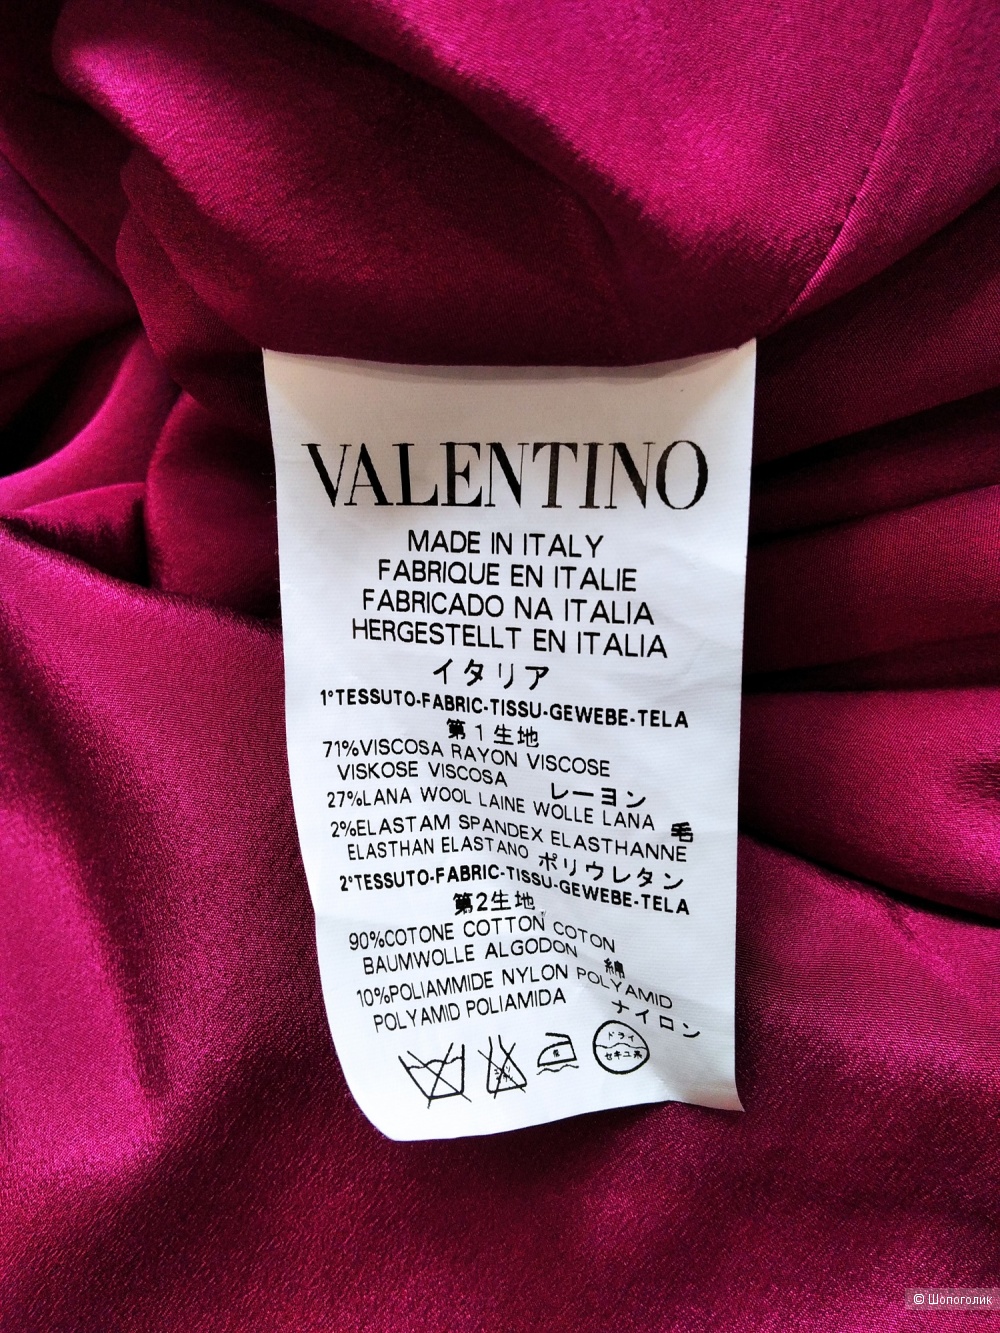 VALENTINO
MADE IN ITALY
FABRIQUE EN ITALIE
FABRICADO NA ITALIA
HERGESTELLT EN ITALIA
イタリア
1°TESSUTO-FABRIC-TISSU-GEWEBE-TELA
第1生地
71%VISCOSA RAYON VISCOSE
VISKOSE VISCOSA レーヨン
27%LANA WOOL LAINE WOLLE LANA 毛
2%ELASTAM SPANDEX ELASTHANNE
ELASTHAN ELASTANO ポリウレタン
2°TESSUTO-FABRIC-TISSU-GEWEBE-TELA
第2生地
90%COTONE COTTON COTON
BAUMWOLLE ALGODON 綿
10%POLIAMMIDE NYLON POLYAMID
POLYAMID POLIAMIDA ナイロン
ドライ
セキユ系
© Шопоголик